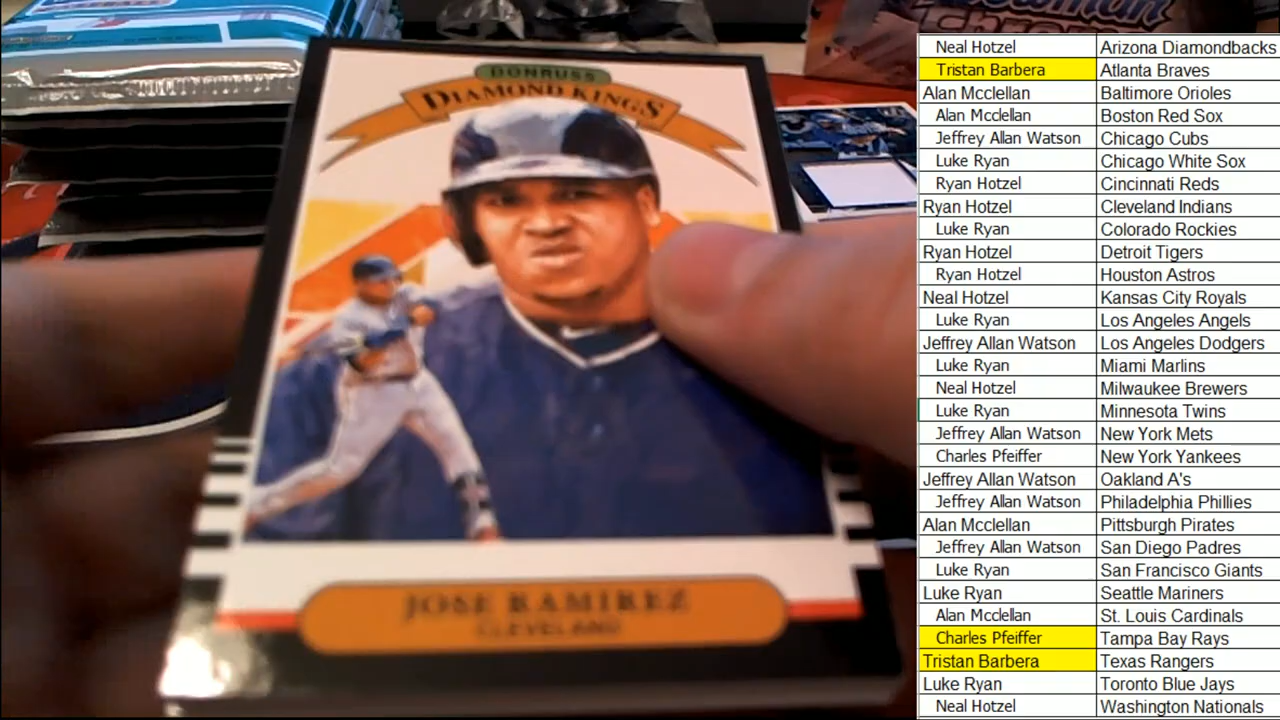 DONRUSS
DIAMOND KINGS
JOSE RAMIREZ
CLEVELAND
Bowman
Chrome
Neal Hotzel Arizona Diamondbacks
Tristan Barbera Atlanta Braves
Alan Mcclellan Baltimore Orioles
Alan Mcclellan Boston Red Sox
Jeffrey Allan Watson Chicago Cubs
Luke Ryan Chicago White Sox
Ryan Hotzel Cincinnati Reds
Ryan Hotzel Cleveland Indians
Luke Ryan Colorado Rockies
Ryan Hotzel Detroit Tigers
Ryan Hotzel Houston Astros
Neal Hotzel Kansas City Royals
Luke Ryan Los Angeles Angels
Jeffrey Allan Watson Los Angeles Dodgers
Luke Ryan Miami Marlins
Neal Hotzel Milwaukee Brewers
Luke Ryan Minnesota Twins
Jeffrey Allan Watson New York Mets
Charles Pfeiffer New York Yankees
Jeffrey Allan Watson Oakland A's
Jeffrey Allan Watson Philadelphia Phillies
Alan Mcclellan Pittsburgh Pirates
Jeffrey Allan Watson San Diego Padres
Luke Ryan San Francisco Giants
Luke Ryan Seattle Mariners
Alan Mcclellan St. Louis Cardinals
Charles Pfeiffer Tampa Bay Rays
Tristan Barbera Texas Rangers
Luke Ryan Toronto Blue Jays
Neal Hotzel Washington Nationals